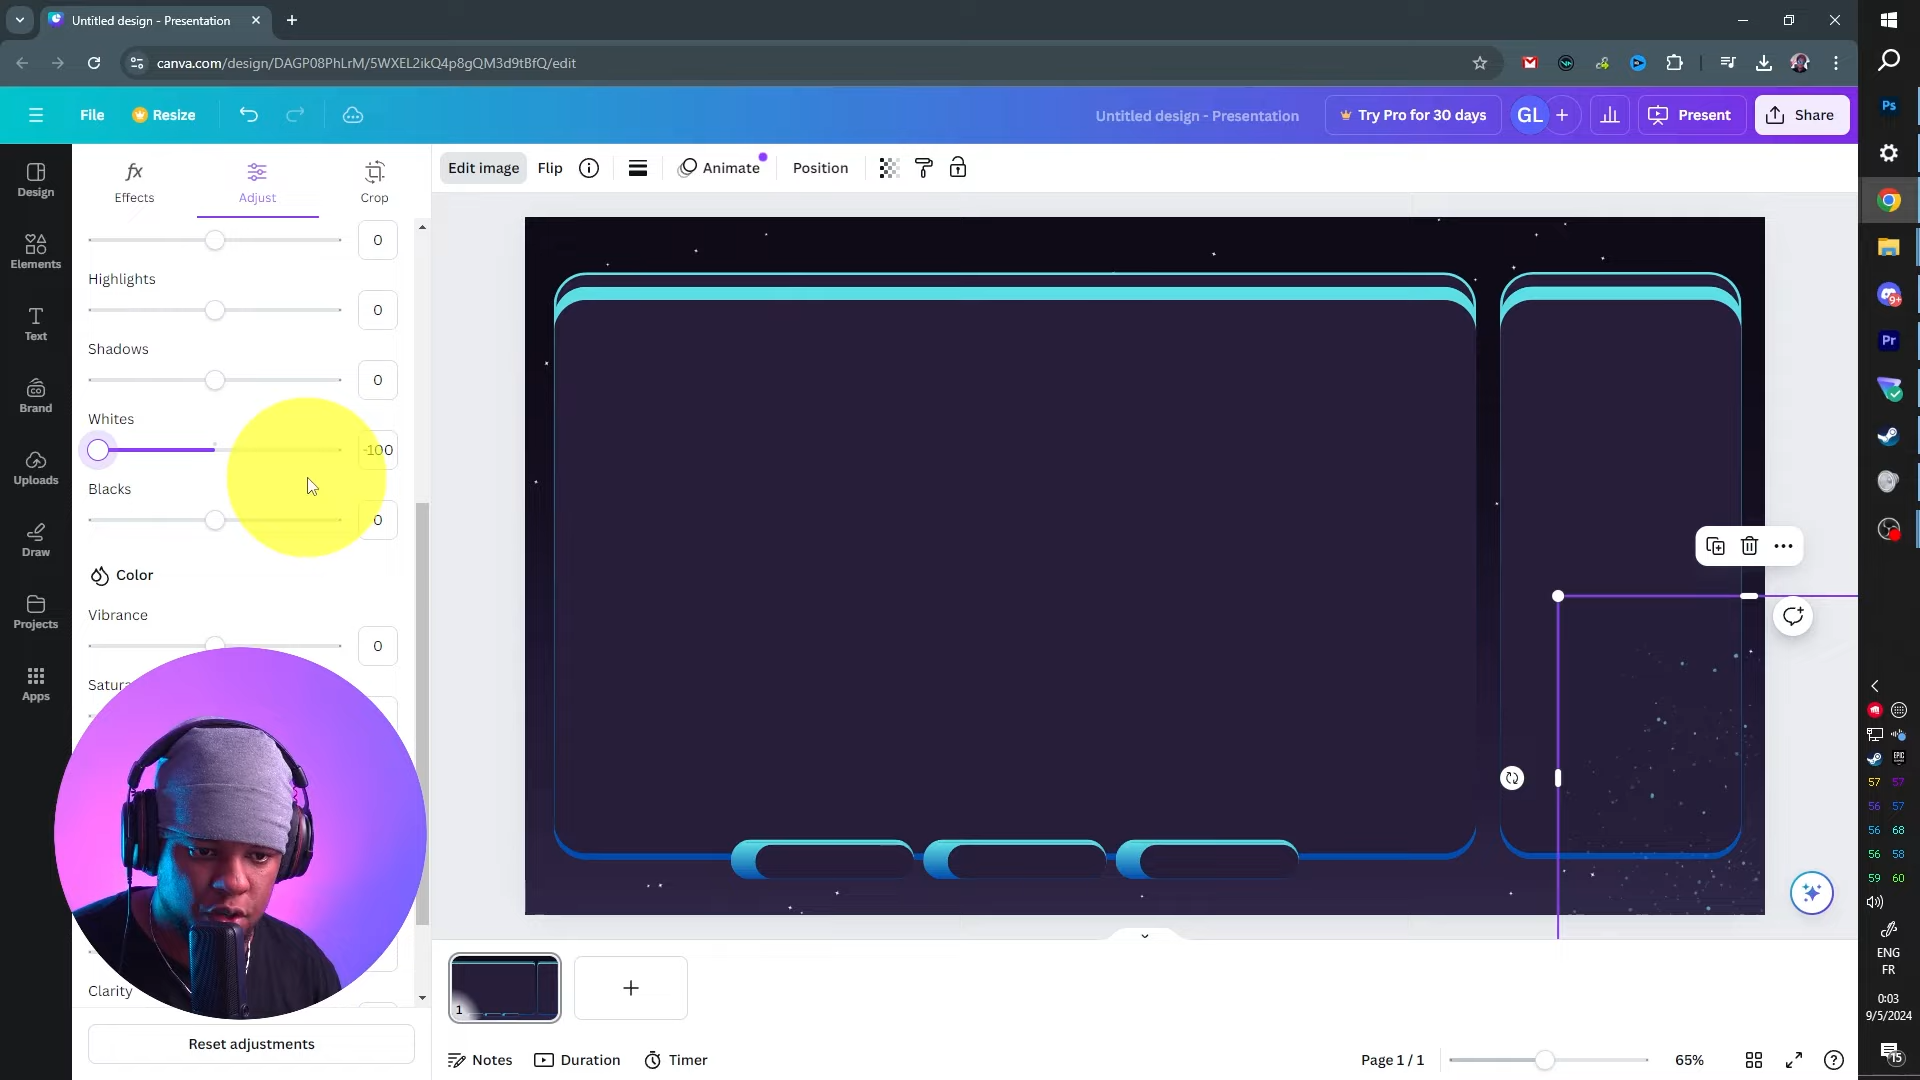 Untitled design - Presentation
canva.com/design/DAGP08PhLrM/5WXEL2ikQ4p8gQM3d9tBfQ/edit
File
Resize
Untitled design - Presentation
Try Pro for 30 days
GL
Present
Share
Ps
Design
Elements
Text
Brand
Uploads
Draw
Projects
Apps
Effects
Adjust
Crop
Edit image
Flip
Animate
Position
0
Highlights
0
Shadows
0
Whites
-100
Blacks
0
Color
Vibrance
0
Satura
Clarity
Reset adjustments
1
Notes
Duration
Timer
Page 1 / 1
65%
9+
Pr
57 57
56 57
56 68
56 58
59 60
ENG
FR
0:03
9/5/2024
15